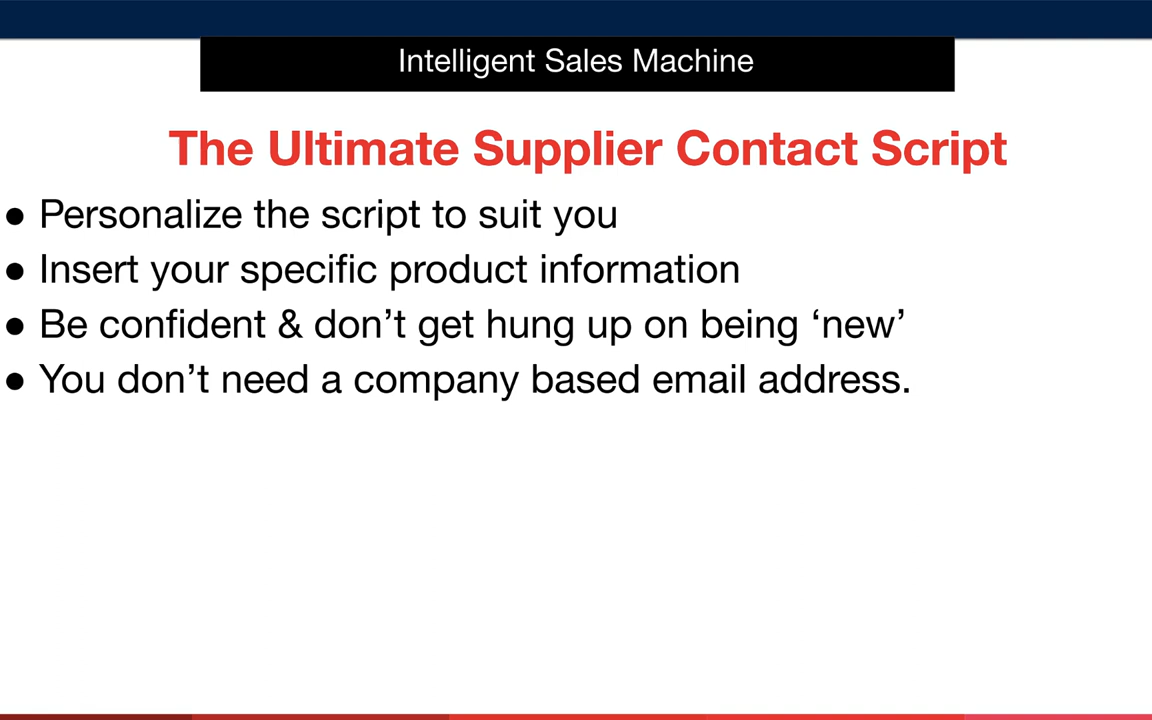 Intelligent Sales Machine
The Ultimate Supplier Contact Script
● Personalize the script to suit you
● Insert your specific product information
● Be confident & don’t get hung up on being ‘new’
● You don’t need a company based email address.